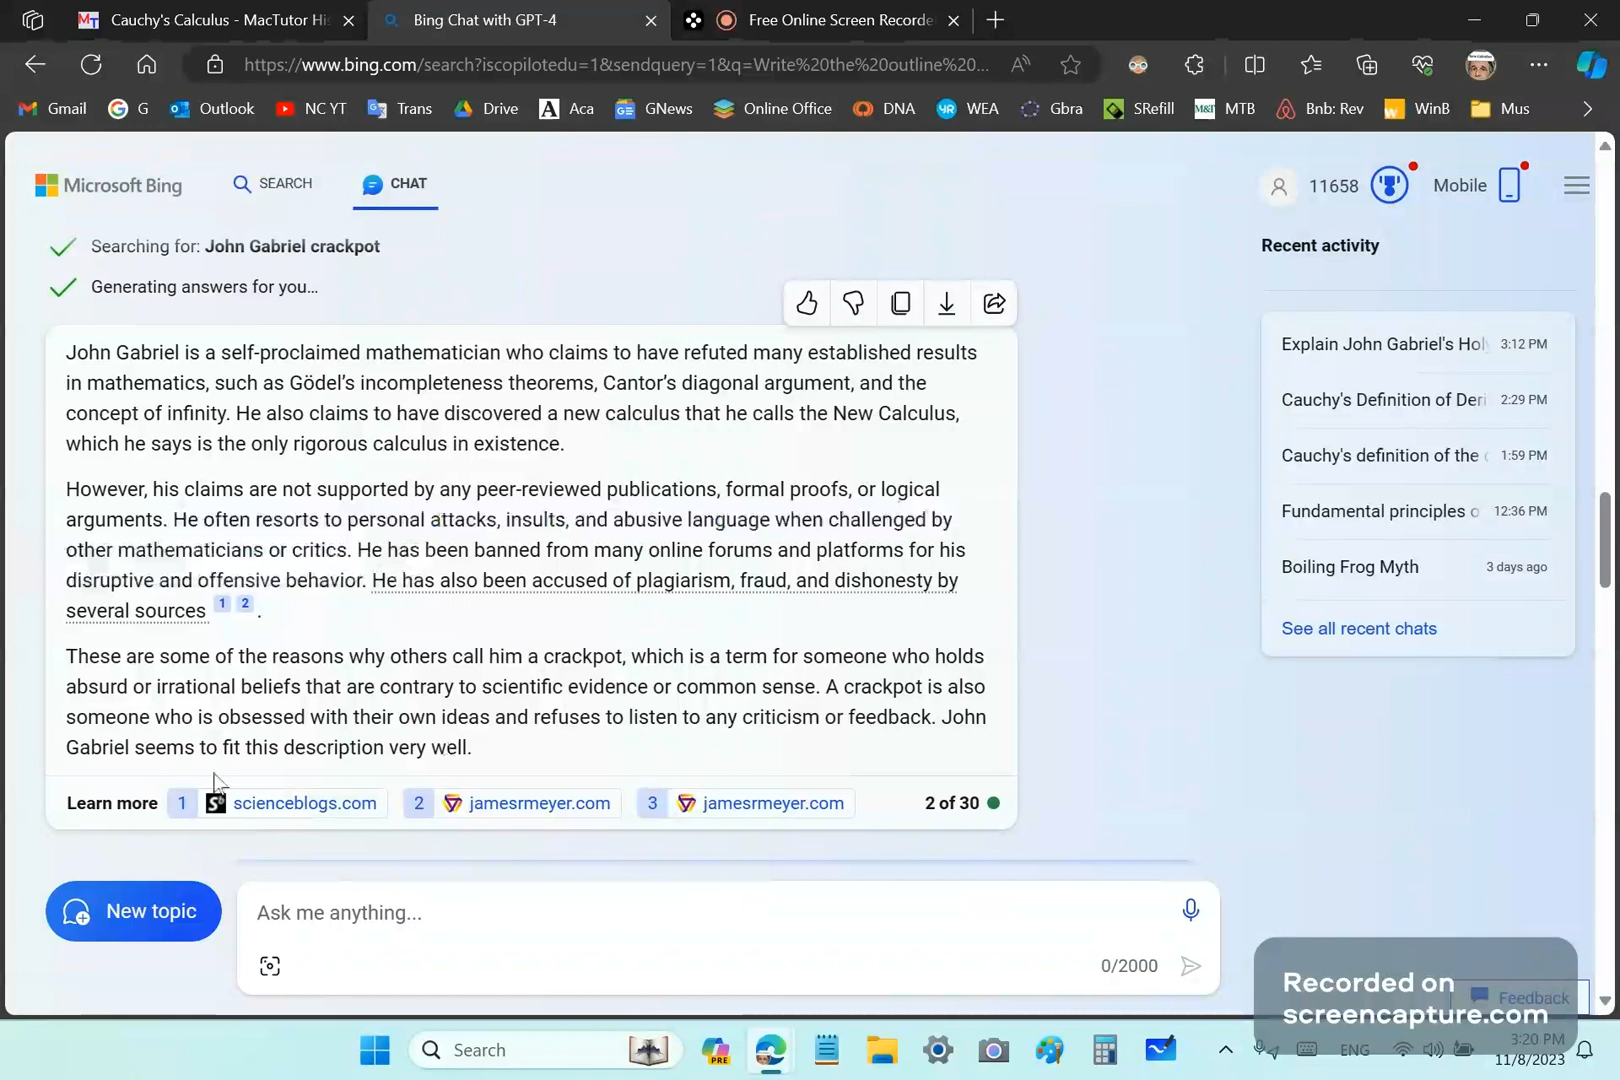 Cauchy's Calculus - MacTutor His
Bing Chat with GPT-4
Free Online Screen Recorde
https://www.bing.com/search?iscopilotedu=1&sendquery=1&q=Write%20the%20outline%20...
Gmail
G
Outlook
NC YT
Trans
Drive
A Aca
GNews
Online Office
DNA
WEA
Gbra
SRefill
M&T MTB
Bnb: Rev
WinB
Mus
Microsoft Bing
SEARCH
CHAT
11658
Mobile
Searching for: John Gabriel crackpot
Generating answers for you...
John Gabriel is a self-proclaimed mathematician who claims to have refuted many established results
in mathematics, such as Gödel's incompleteness theorems, Cantor's diagonal argument, and the
concept of infinity. He also claims to have discovered a new calculus that he calls the New Calculus,
which he says is the only rigorous calculus in existence.
However, his claims are not supported by any peer-reviewed publications, formal proofs, or logical
arguments. He often resorts to personal attacks, insults, and abusive language when challenged by
other mathematicians or critics. He has been banned from many online forums and platforms for his
disruptive and offensive behavior. He has also been accused of plagiarism, fraud, and dishonesty by
several sources 1 2 .
These are some of the reasons why others call him a crackpot, which is a term for someone who holds
absurd or irrational beliefs that are contrary to scientific evidence or common sense. A crackpot is also
someone who is obsessed with their own ideas and refuses to listen to any criticism or feedback. John
Gabriel seems to fit this description very well.
Learn more 1 scienceblogs.com 2 jamesrmeyer.com 3 jamesrmeyer.com 2 of 30
Recent activity
Explain John Gabriel's Hol 3:12 PM
Cauchy's Definition of Deri 2:29 PM
Cauchy's definition of the 1:59 PM
Fundamental principles o 12:36 PM
Boiling Frog Myth 3 days ago
See all recent chats
New topic
Ask me anything...
0/2000
Recorded on
screencapture.com
Feedback
Search
PRE
ENG
3:20 PM
11/8/2023